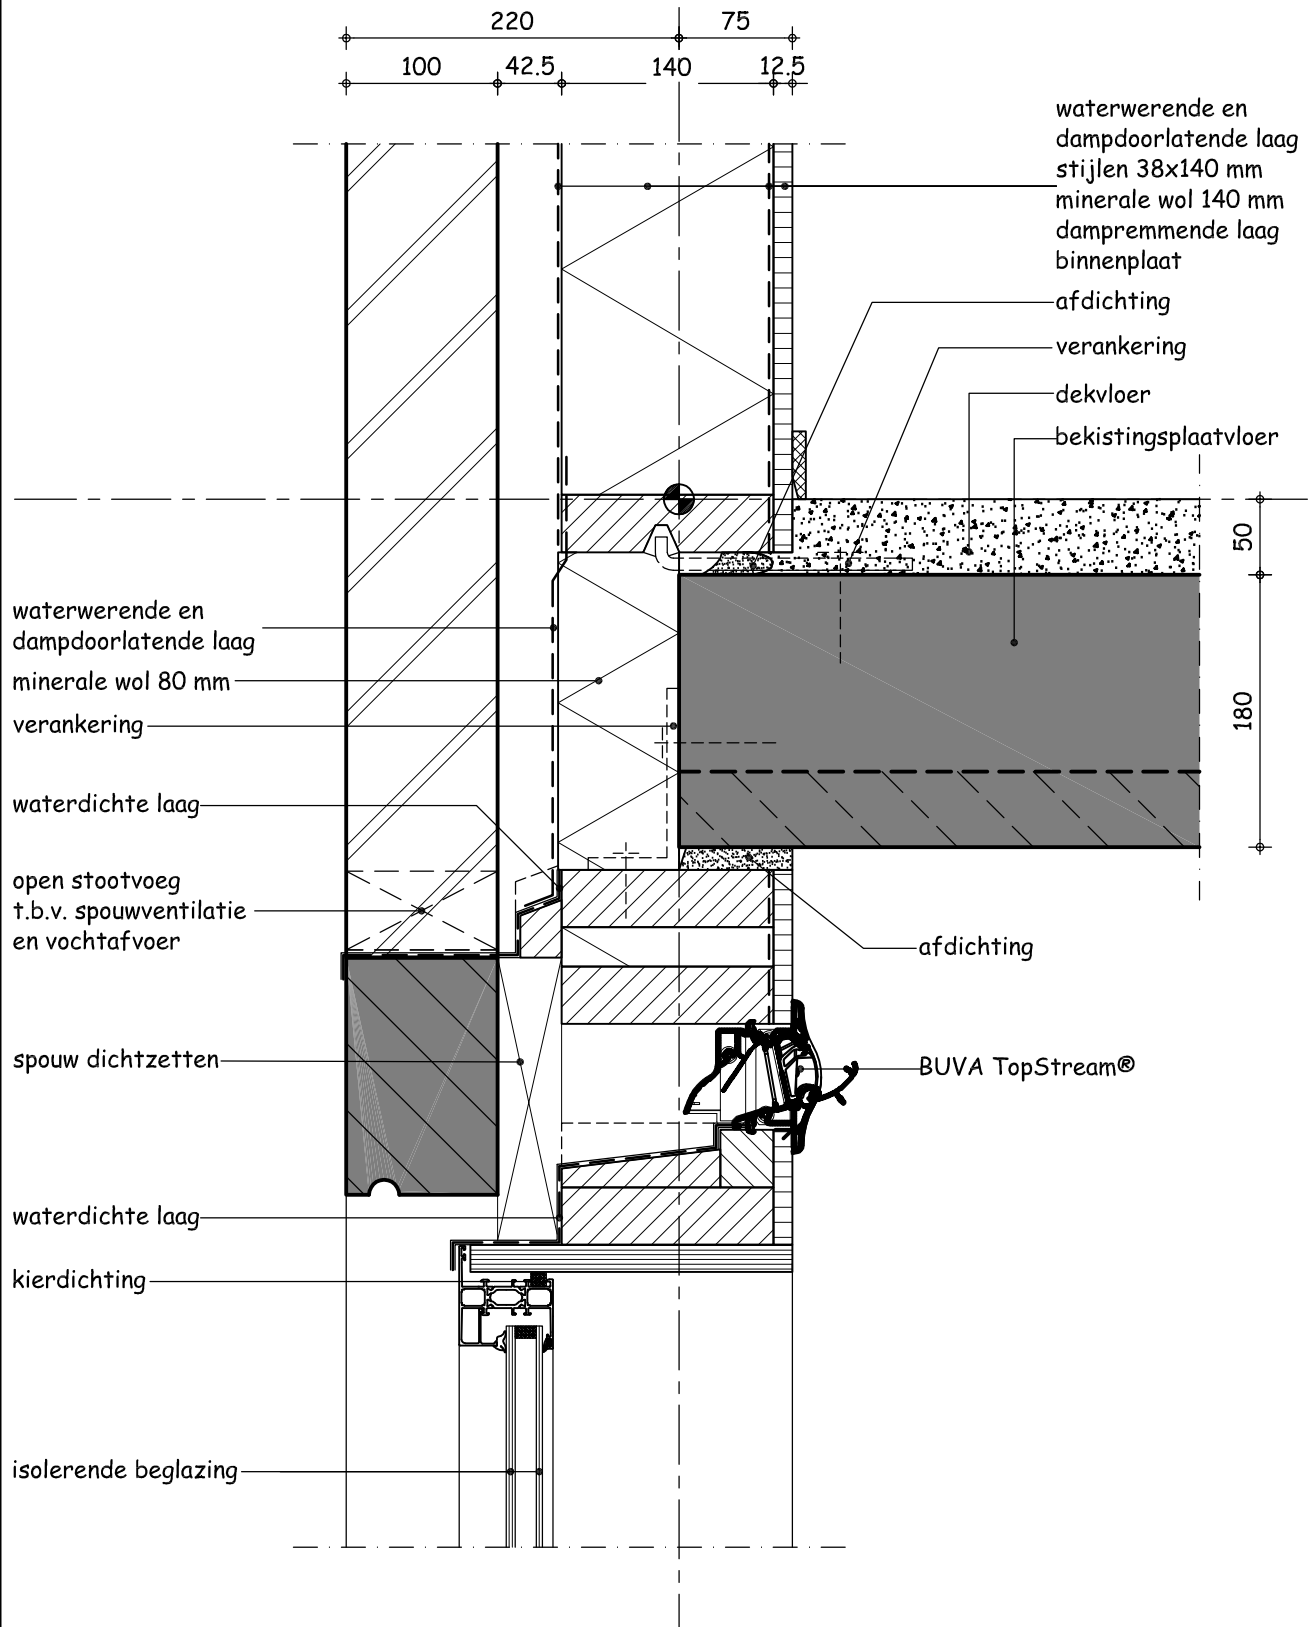 220
75
100
42.5
140
12.5
waterwerende en
dampdoorlatende laag
stijlen 38x140 mm
minerale wol 140 mm
dampremmende laag
binnenplaat
afdichting
verankering
dekvloer
bekistingsplaatvloer
50
180
waterwerende en
dampdoorlatende laag
minerale wol 80 mm
verankering
waterdichte laag
open stootvoeg
t.b.v. spouwventilatie
en vochtafvoer
afdichting
spouw dichtzetten
BUVA TopStream®
waterdichte laag
kierdichting
isolerende beglazing